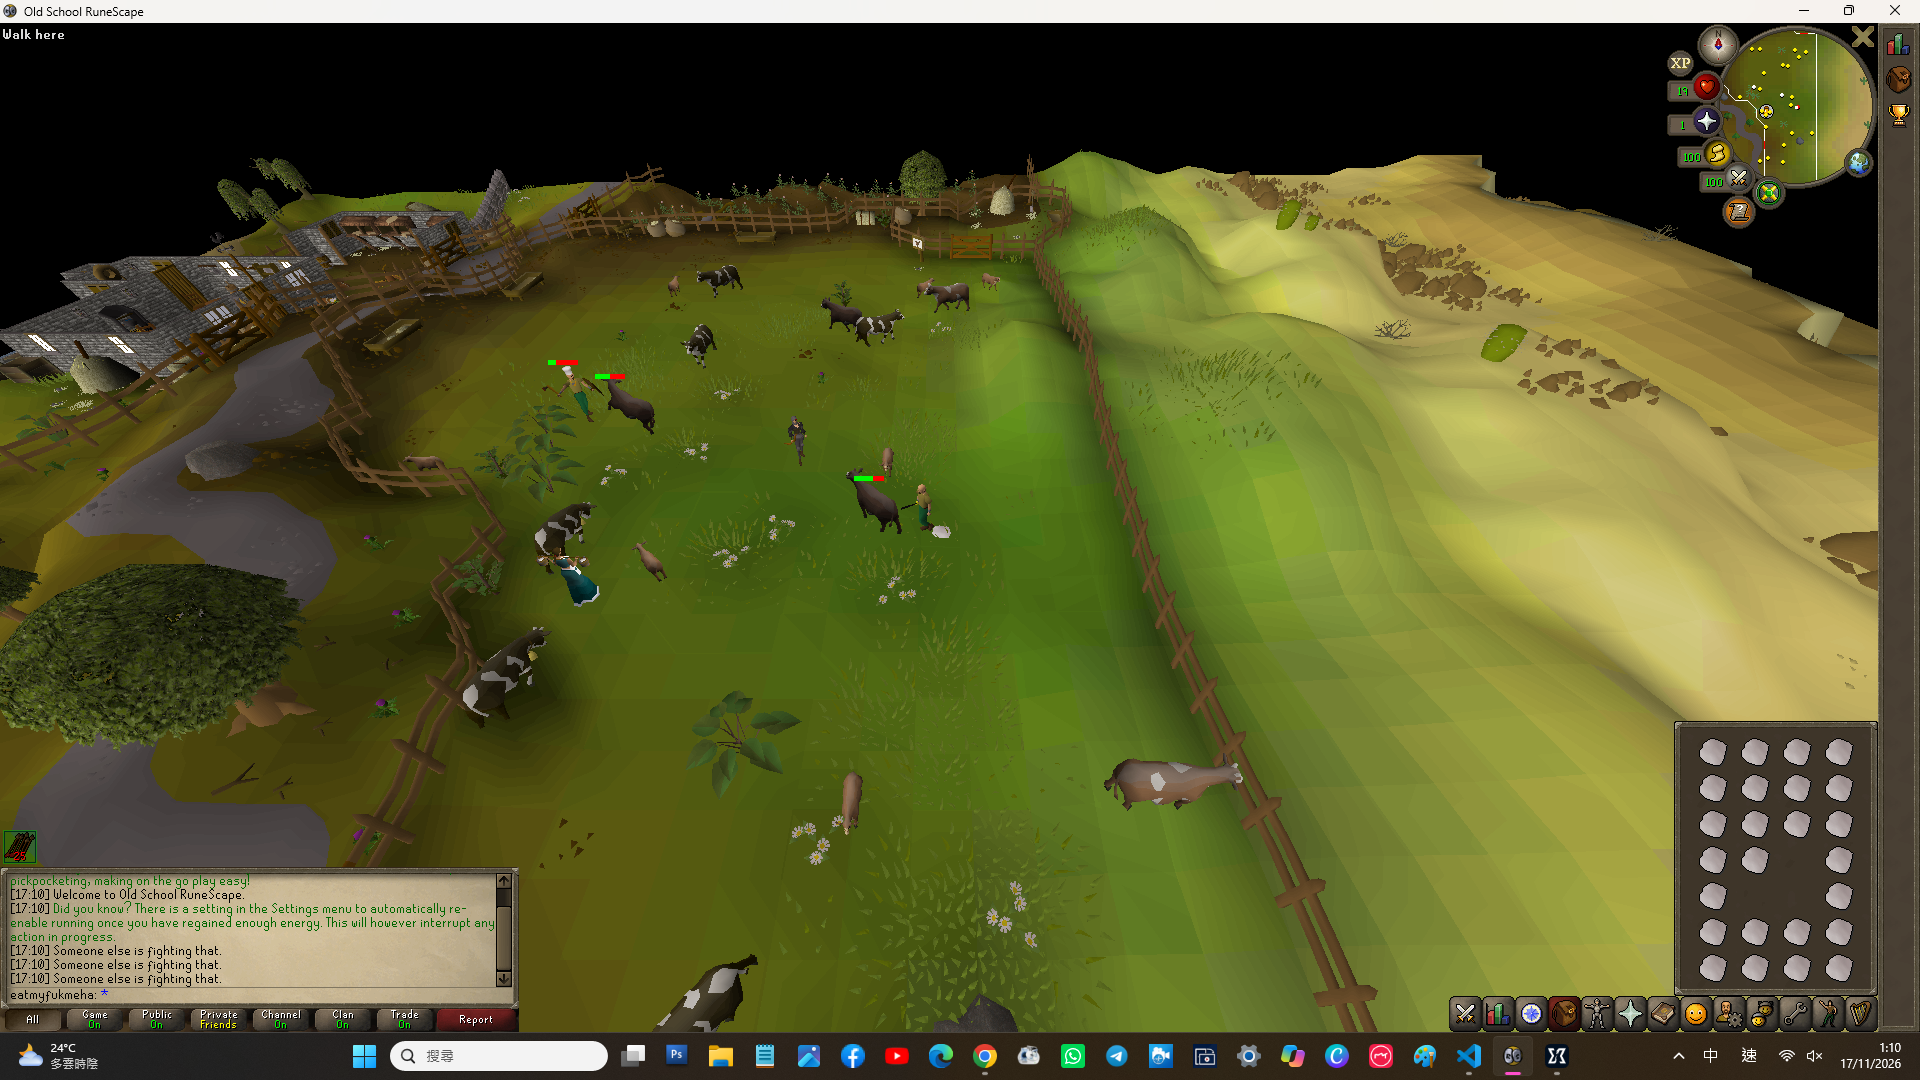 Old School RuneScape
Walk here
N
XP
19
1
100
100
23
pickpocketing, making on the go play easy!
[17:10] Welcome to Old School RuneScape.
[17:10] Did you know? There is a setting in the Settings menu to automatically re-
enable running once you have regained enough energy. This will however interrupt any
action in progress.
[17:10] Someone else is fighting that.
[17:10] Someone else is fighting that.
[17:10] Someone else is fighting that.
eatmyfukmeha: *
All
Game
On
Public
On
Private
Friends
Channel
On
Clan
On
Trade
On
Report
24°C
多雲時陰
搜尋
Ps
中
速
1:10
17/11/2026